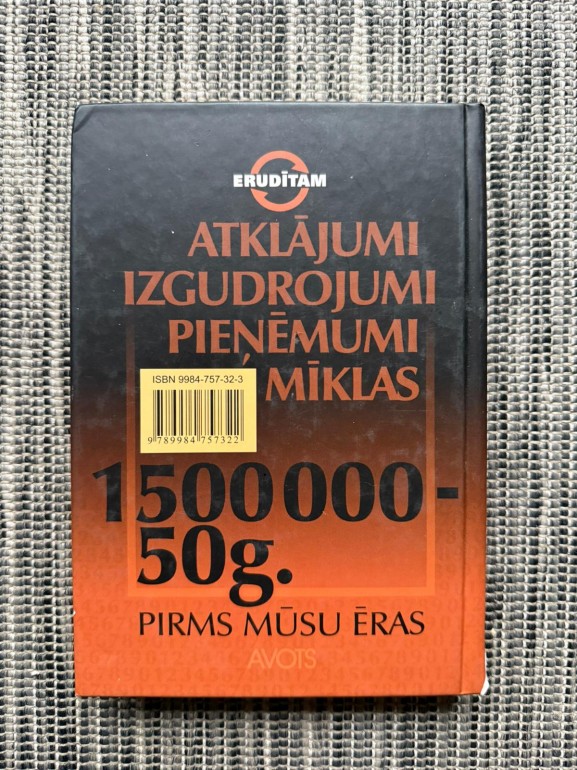 ERUDĪTAM
ATKLĀJUMI
IZGUDROJUMI
PIEŅĒMUMI
MĪKLAS
ISBN 9984-757-32-3
9 789984 757322
1500000-
50g.
PIRMS MŪSU ĒRAS
AVOTS